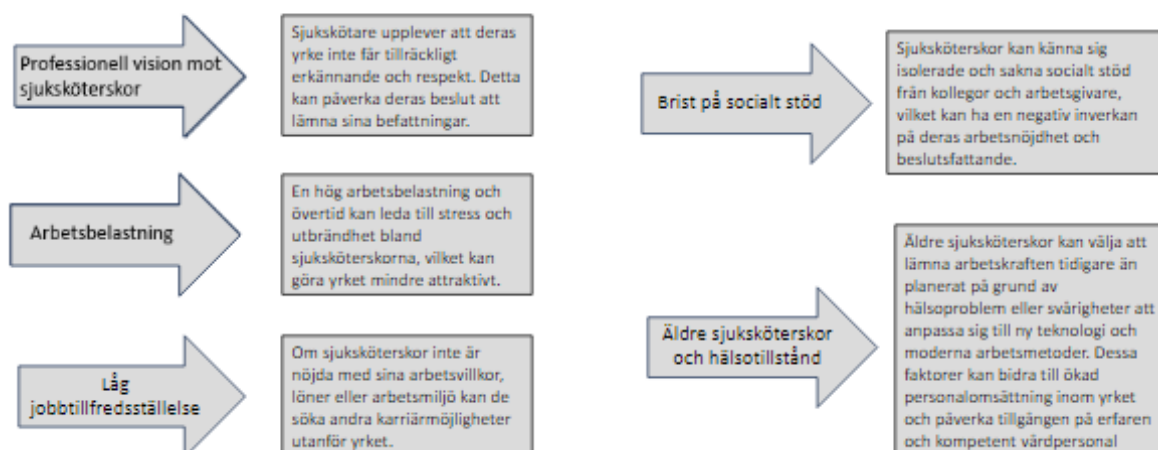 Professionell vision mot
sjuksköterskor
Sjukskötare upplever att deras
yrke inte får tillräckligt
erkännande och respekt. Detta
kan påverka deras beslut att
lämna sina befattningar.
Arbetsbelastning
En hög arbetsbelastning och
övertid kan leda till stress och
utbrändhet bland
sjuksköterskorna, vilket kan
göra yrket mindre attraktivt.
Låg
jobbtillfredsställelse
Om sjuksköterskor inte är
nöjda med sina arbetsvillkor,
löner eller arbetsmiljö kan de
söka andra karriärmöjligheter
utanför yrket.
Brist på socialt stöd
Sjuksköterskor kan känna sig
isolerade och sakna socialt stöd
från kollegor och arbetsgivare,
vilket kan ha en negativ inverkan
på deras arbetsnöjdhet och
beslutsfattande.
Äldre sjuksköterskor
och hälsotillstånd
Äldre sjuksköterskor kan välja att
lämna arbetskraften tidigare än
planerat på grund av
hälsoproblem eller svårigheter att
anpassa sig till ny teknologi och
moderna arbetsmetoder. Dessa
faktorer kan bidra till ökad
personalomsättning inom yrket
och påverka tillgången på erfaren
och kompetent vårdpersonal